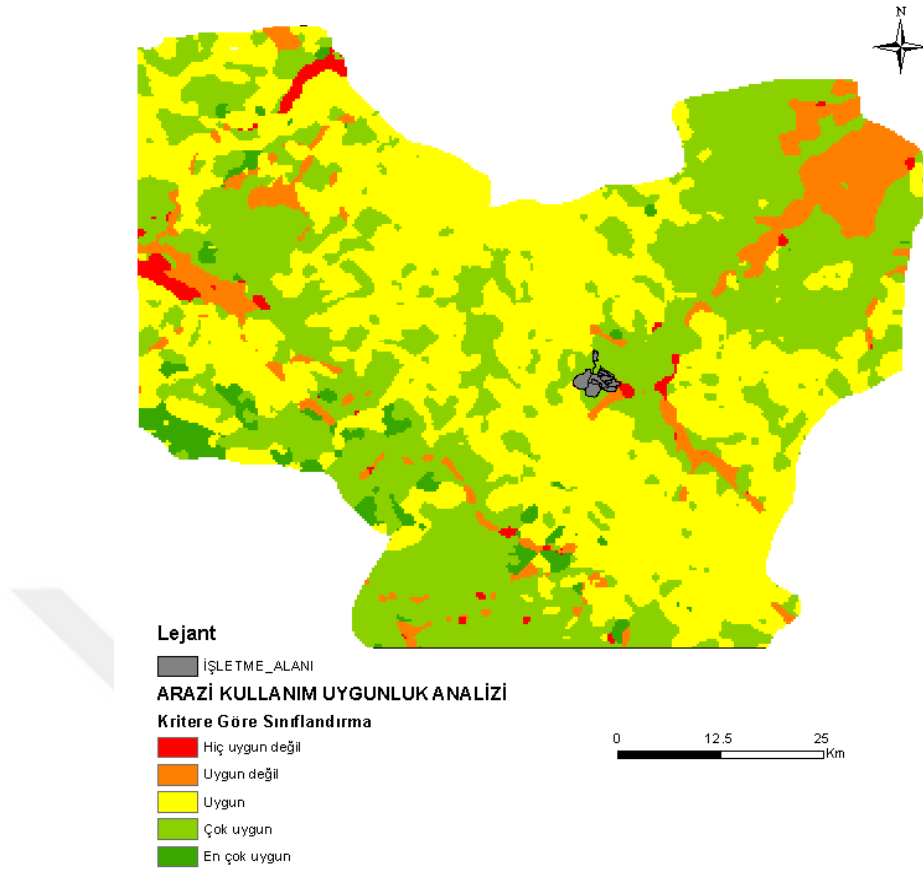 N
Lejant
İŞLETME_ALANI
ARAZİ KULLANIM UYGUNLUK ANALİZİ
Kritere Göre Sınıflandırma
Hiç uygun değil
Uygun değil
Uygun
Çok uygun
En çok uygun
0 12.5 25
Km